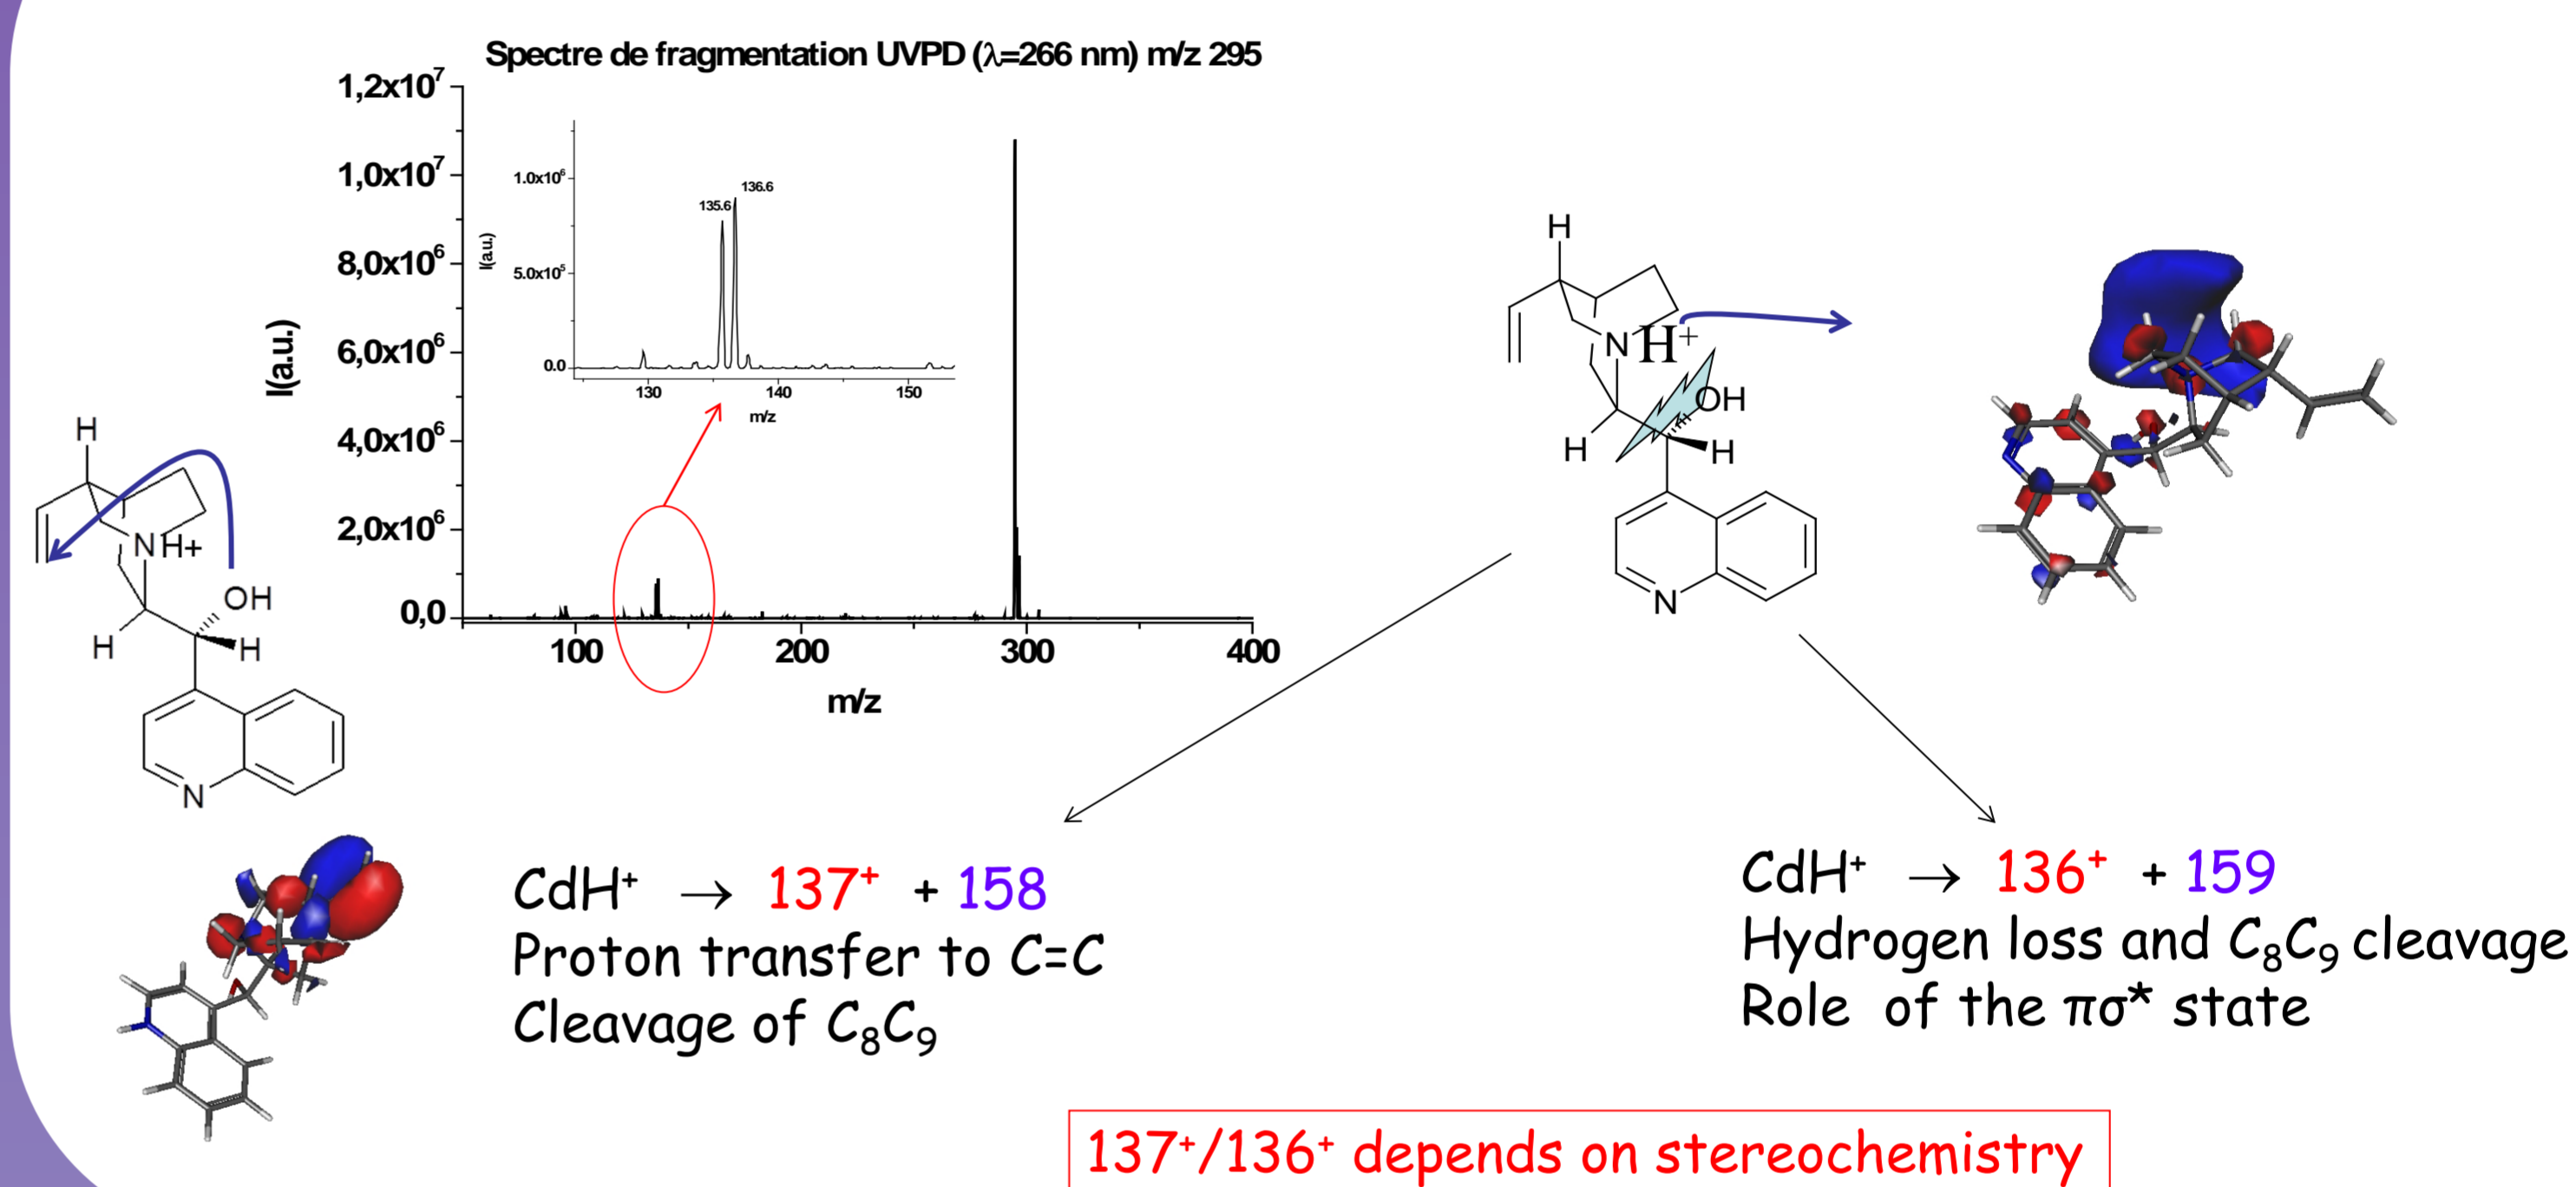 Spectre de fragmentation UVPD (λ=266 nm) m/z 295
1,2x10⁷
1,0x10⁷
8,0x10⁶
6,0x10⁶
4,0x10⁶
2,0x10⁶
0,0
I(a.u.)
100 200 300 400
m/z
1.0x10⁶
5.0x10⁵
0.0
I(a.u.)
135.6
136.6
130 140 150
m/z
H
N H+
OH
H
H
N
H
N H⁺
OH
H
H
N
CdH⁺ → 137⁺ + 158
Proton transfer to C=C
Cleavage of C₈C₉
CdH⁺ → 136⁺ + 159
Hydrogen loss and C₈C₉ cleavage
Role of the πσ* state
137⁺/136⁺ depends on stereochemistry